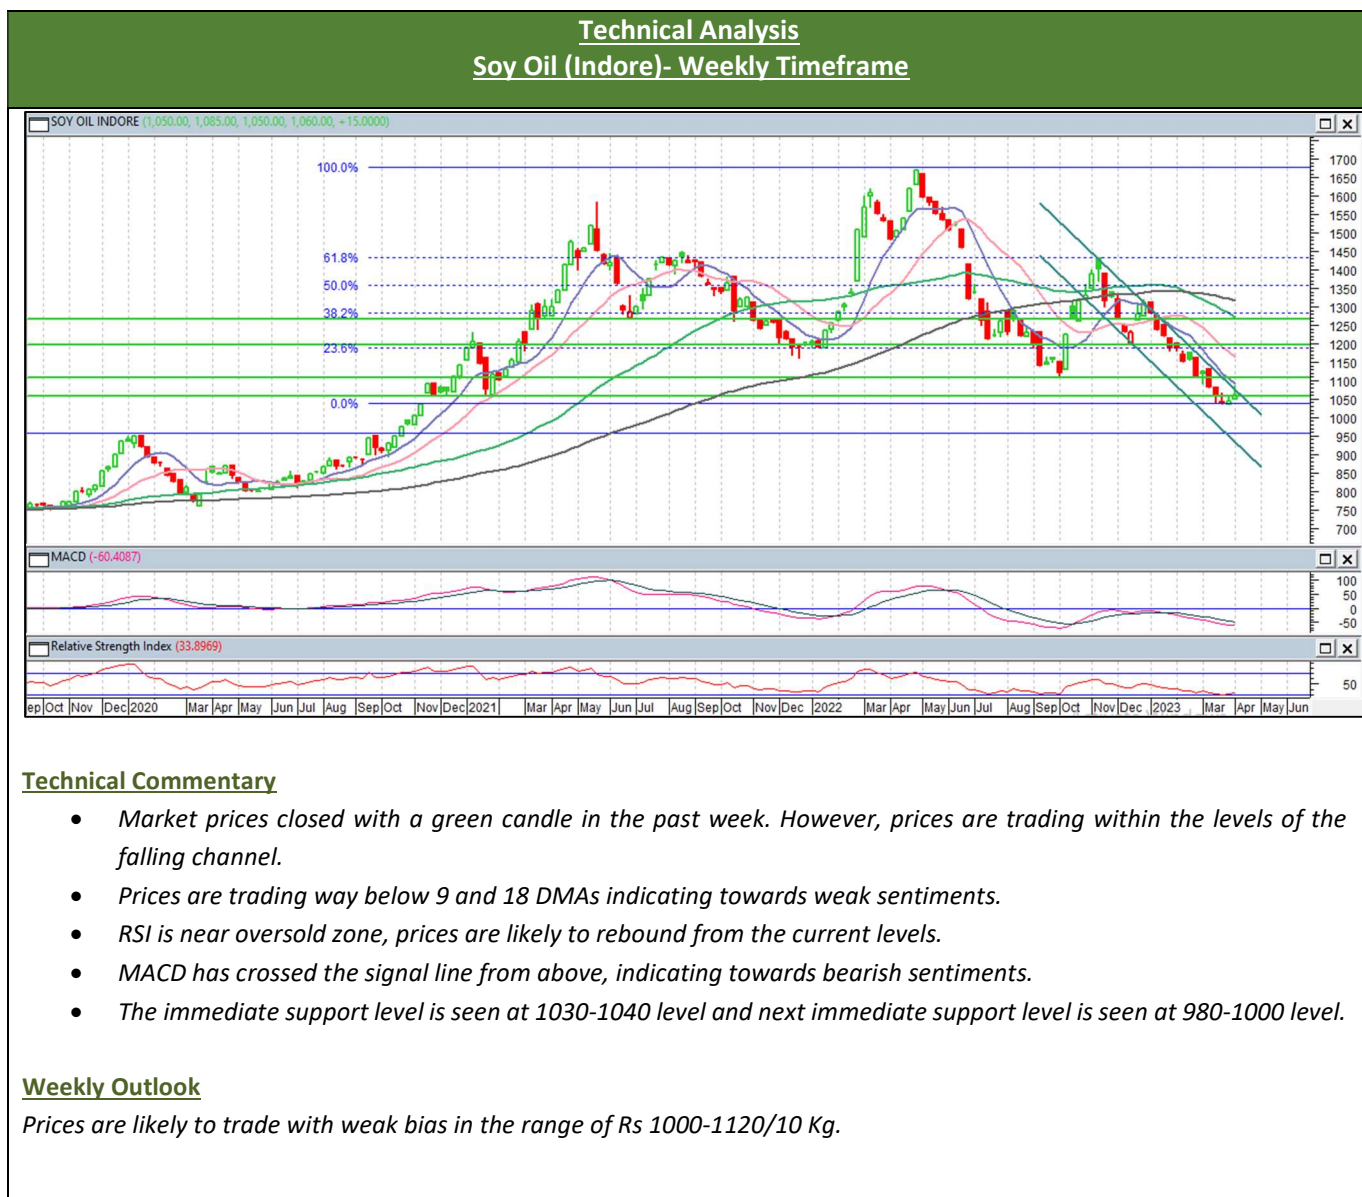 Technical Analysis
Soy Oil (Indore)- Weekly Timeframe
SOY OIL INDORE (1,050.00, 1,085.00, 1,050.00, 1,060.00, +15.0000)
100.0%
61.8%
50.0%
38.2%
23.6%
0.0%
1700
1650
1600
1550
1500
1450
1400
1350
1300
1250
1200
1150
1100
1050
1000
950
900
850
800
750
700
MACD (-60.4087)
100
50
0
-50
Relative Strength Index (33.8969)
50
ep Oct Nov Dec 2020 Mar Apr May Jun Jul Aug Sep Oct Nov Dec 2021 Mar Apr May Jun Jul Aug Sep Oct Nov Dec 2022 Mar Apr May Jun Jul Aug Sep Oct Nov Dec 2023 Mar Apr May Jun
Technical Commentary
• Market prices closed with a green candle in the past week. However, prices are trading within the levels of the
falling channel.
• Prices are trading way below 9 and 18 DMAs indicating towards weak sentiments.
• RSI is near oversold zone, prices are likely to rebound from the current levels.
• MACD has crossed the signal line from above, indicating towards bearish sentiments.
• The immediate support level is seen at 1030-1040 level and next immediate support level is seen at 980-1000 level.
Weekly Outlook
Prices are likely to trade with weak bias in the range of Rs 1000-1120/10 Kg.